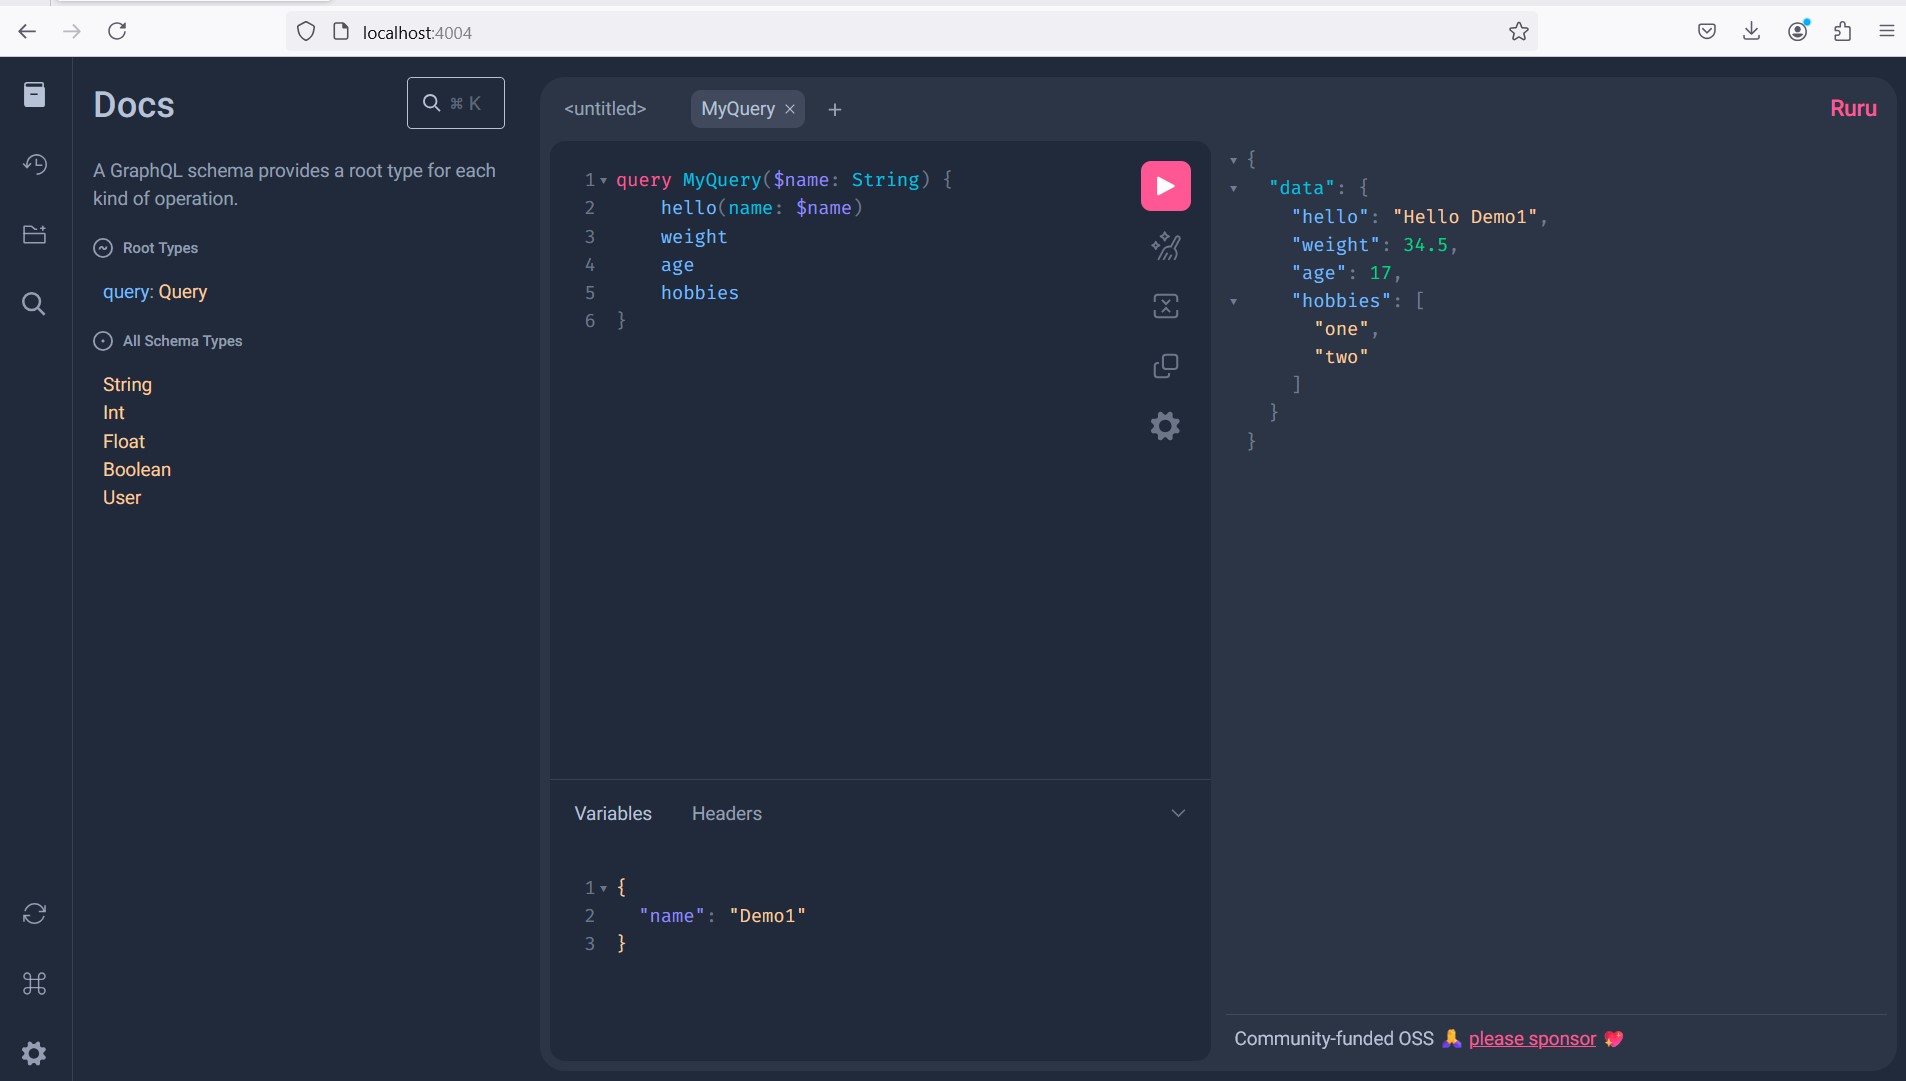 localhost:4004
Docs
⌘ K
A GraphQL schema provides a root type for each
kind of operation.
Root Types
query: Query
All Schema Types
String
Int
Float
Boolean
User
<untitled>
MyQuery ×
+
Ruru
1 query MyQuery($name: String) {
2 hello(name: $name)
3 weight
4 age
5 hobbies
6 }
Variables
Headers
1 {
2 "name": "Demo1"
3 }
{
"data": {
"hello": "Hello Demo1",
"weight": 34.5,
"age": 17,
"hobbies": [
"one",
"two"
]
}
}
Community-funded OSS 🙏 please sponsor 💖